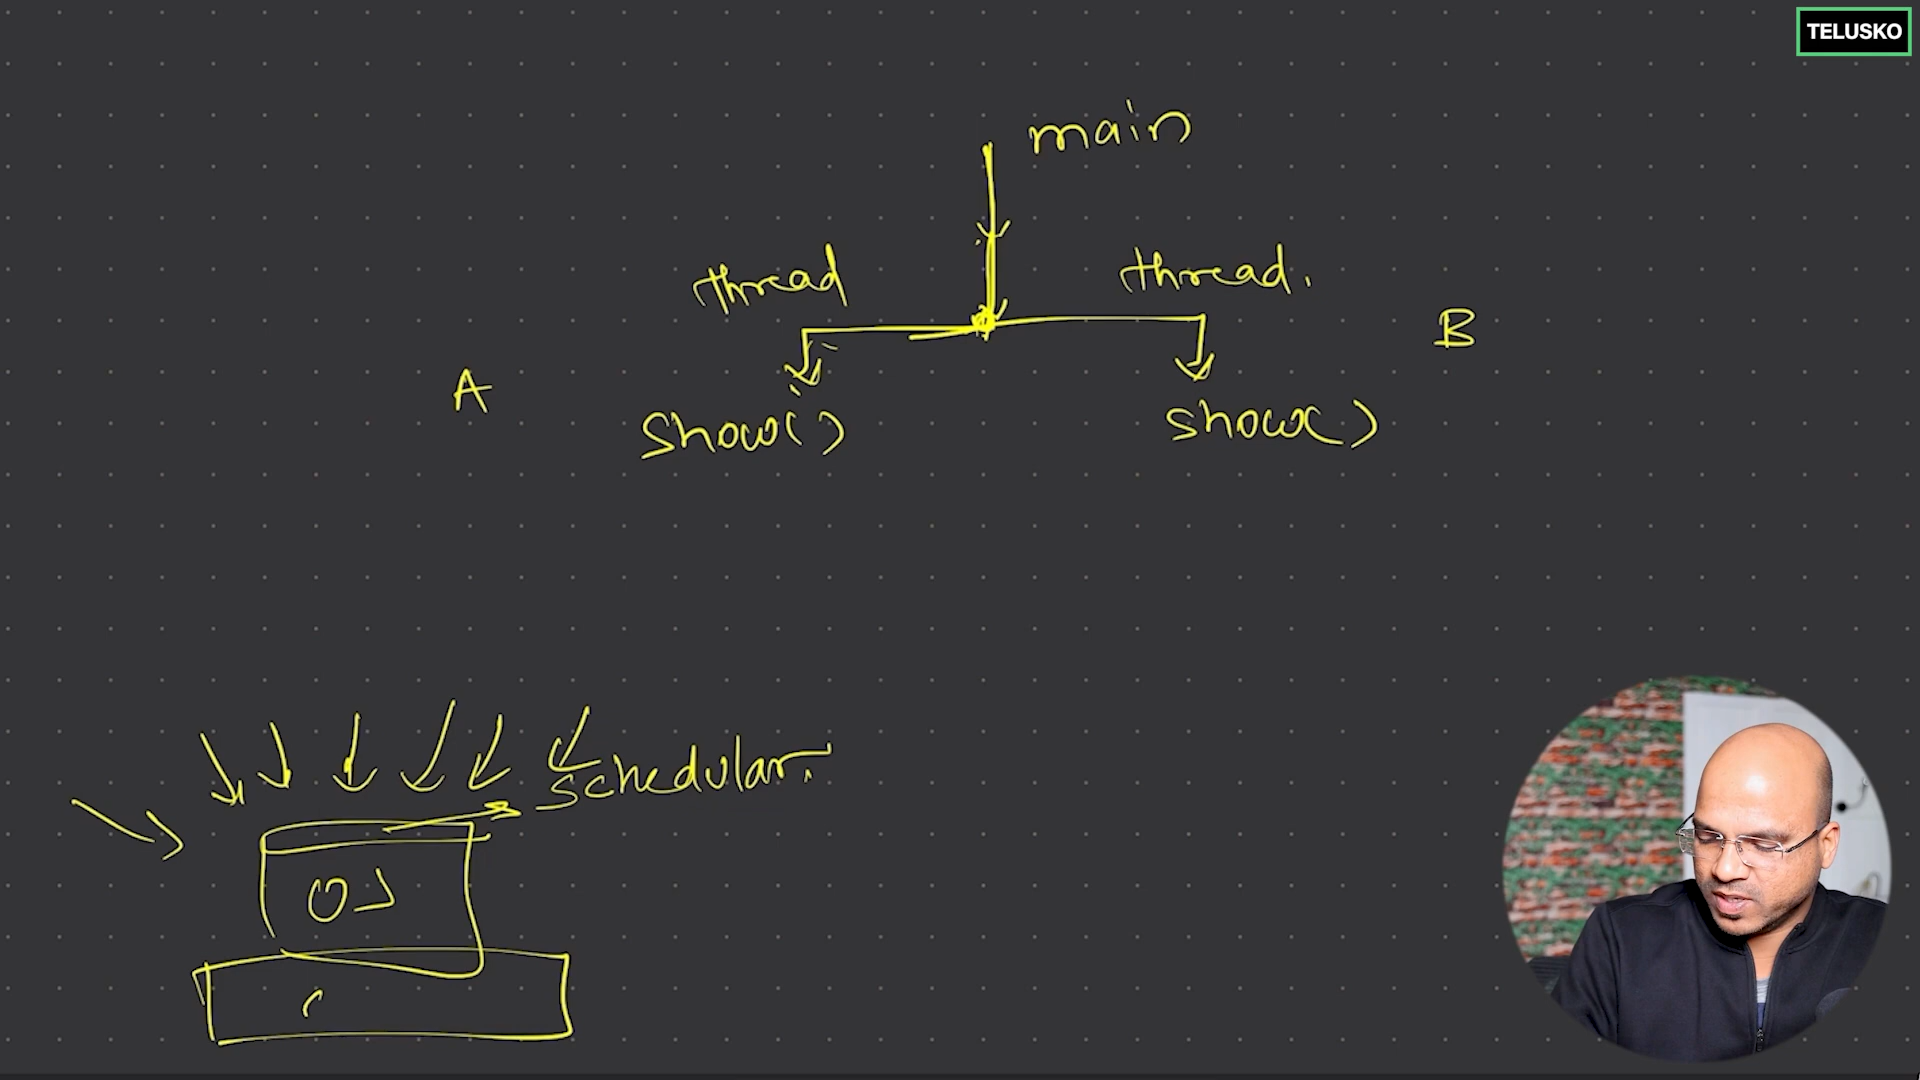 TELUSKO
main
thread
thread.
A
B
show()
show()
schedular.
OS